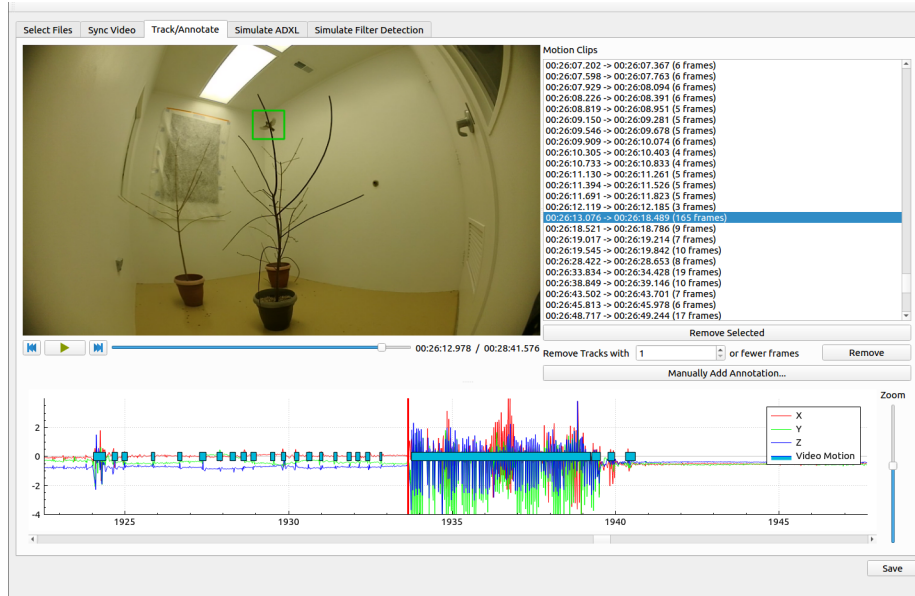 Select Files
Sync Video
Track/Annotate
Simulate ADXL
Simulate Filter Detection
Motion Clips
00:26:07.202 -> 00:26:07.367 (6 frames)
00:26:07.598 -> 00:26:07.763 (6 frames)
00:26:07.929 -> 00:26:08.094 (6 frames)
00:26:08.226 -> 00:26:08.391 (6 frames)
00:26:08.819 -> 00:26:08.951 (5 frames)
00:26:09.150 -> 00:26:09.281 (5 frames)
00:26:09.546 -> 00:26:09.678 (5 frames)
00:26:09.909 -> 00:26:10.074 (6 frames)
00:26:10.305 -> 00:26:10.403 (4 frames)
00:26:10.733 -> 00:26:10.833 (4 frames)
00:26:11.130 -> 00:26:11.261 (5 frames)
00:26:11.394 -> 00:26:11.526 (5 frames)
00:26:11.691 -> 00:26:11.823 (5 frames)
00:26:12.119 -> 00:26:12.185 (3 frames)
00:26:13.076 -> 00:26:18.489 (165 frames)
00:26:18.521 -> 00:26:18.786 (9 frames)
00:26:19.017 -> 00:26:19.214 (7 frames)
00:26:19.545 -> 00:26:19.842 (10 frames)
00:26:28.422 -> 00:26:28.653 (8 frames)
00:26:33.834 -> 00:26:34.428 (19 frames)
00:26:38.849 -> 00:26:39.146 (10 frames)
00:26:43.502 -> 00:26:43.701 (7 frames)
00:26:45.813 -> 00:26:45.978 (6 frames)
00:26:48.717 -> 00:26:49.244 (17 frames)
Remove Selected
00:26:12.978 / 00:28:41.576
Remove Tracks with 1 or fewer frames
Remove
Manually Add Annotation...
Zoom
X
Y
Z
Video Motion
2
0
-2
-4
1925
1930
1935
1940
1945
Save